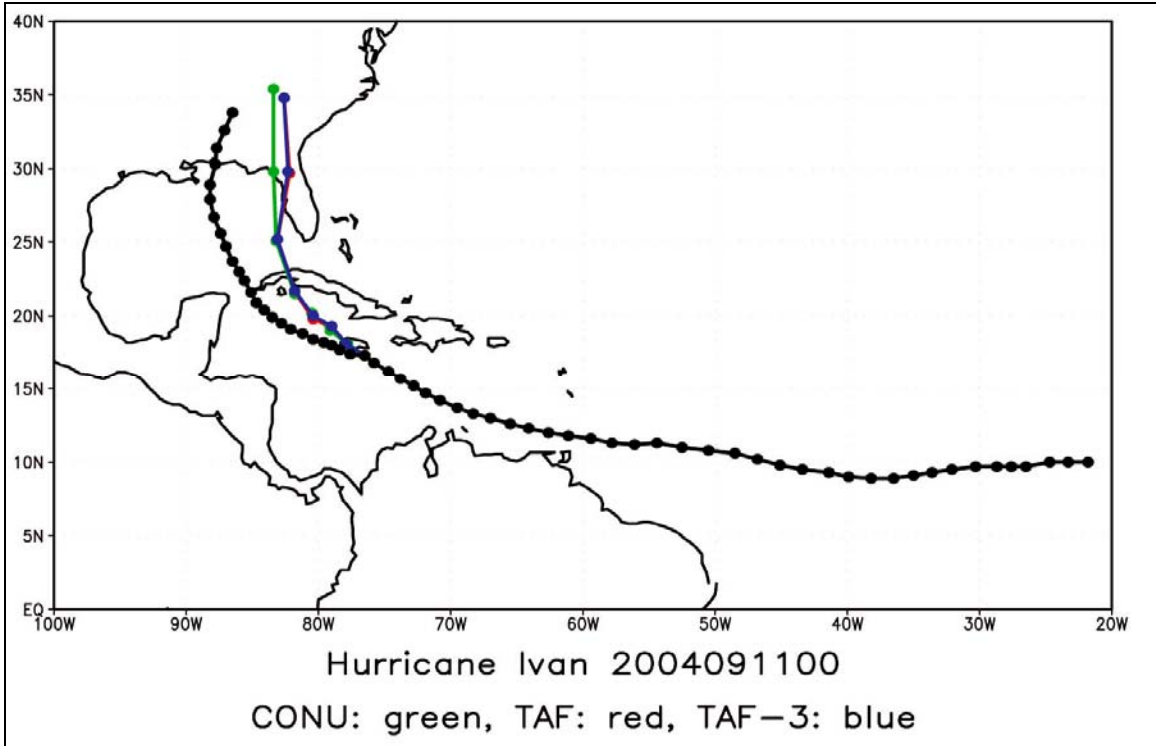 40N
35N
30N
25N
20N
15N
10N
5N
EQ
100W 90W 80W 70W 60W 50W 40W 30W 20W
Hurricane Ivan 2004091100
CONU: green, TAF: red, TAF-3: blue